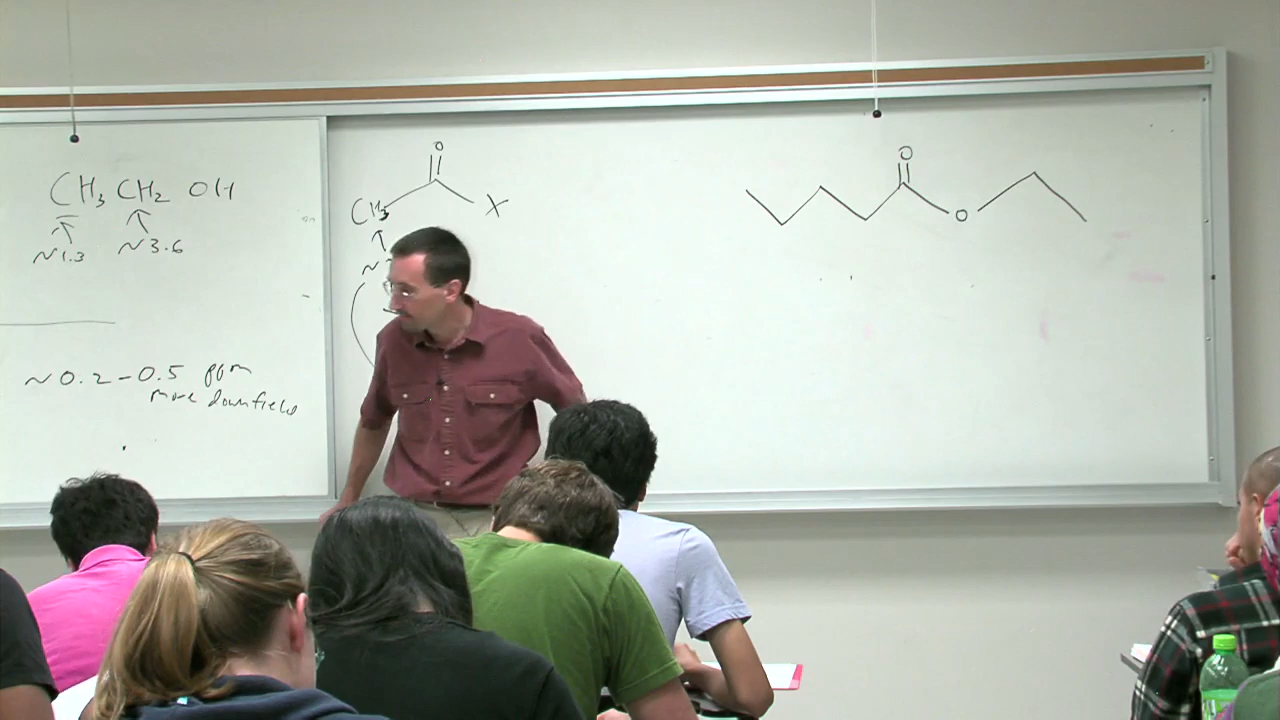 CH3 CH2 OH
~1.3 ~3.6
~0.2-0.5 ppm
more downfield
O
CH3 X
O
O